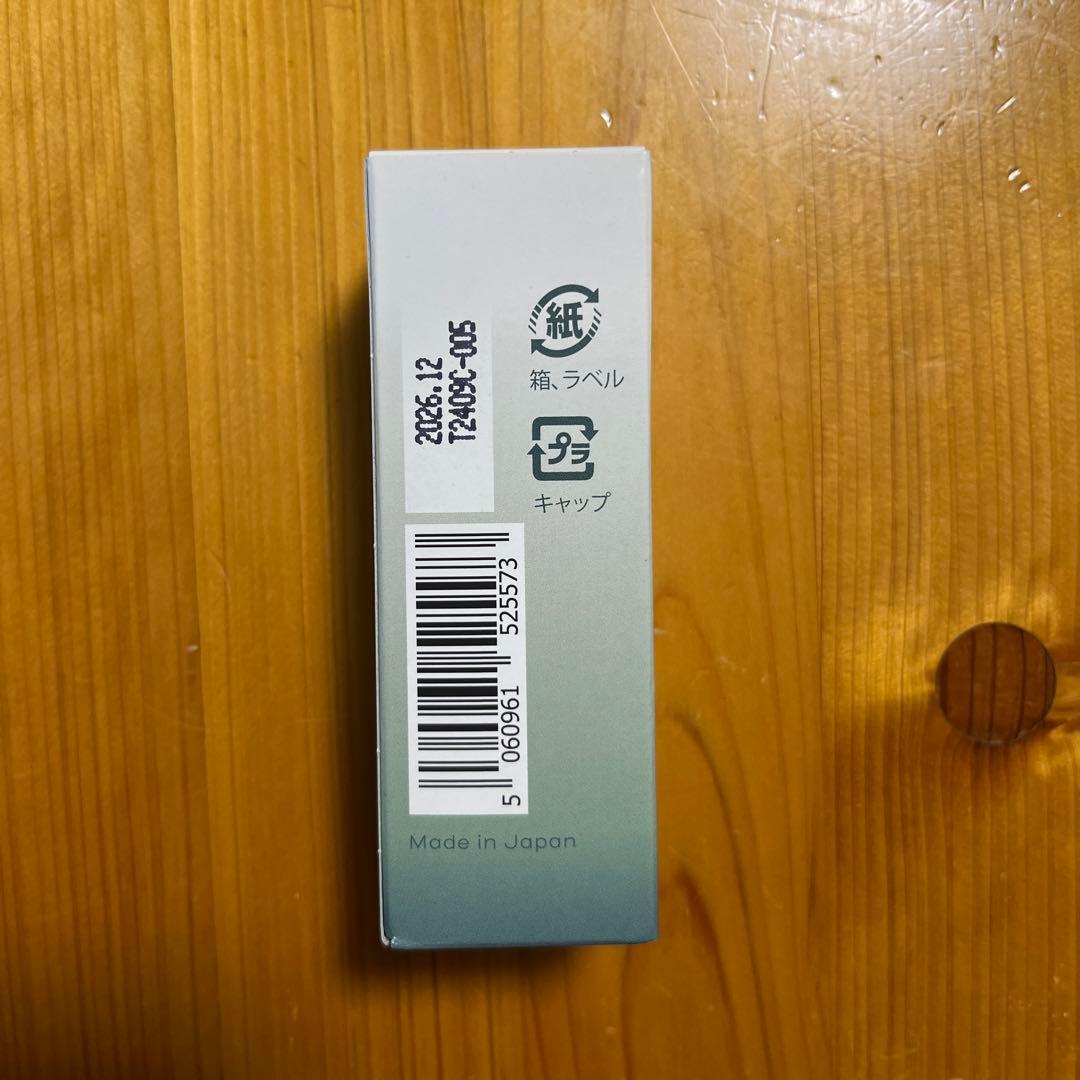 2026.12
T2409C-005
紙
箱、ラベル
プラ
キャップ
5 060961 525573
Made in Japan